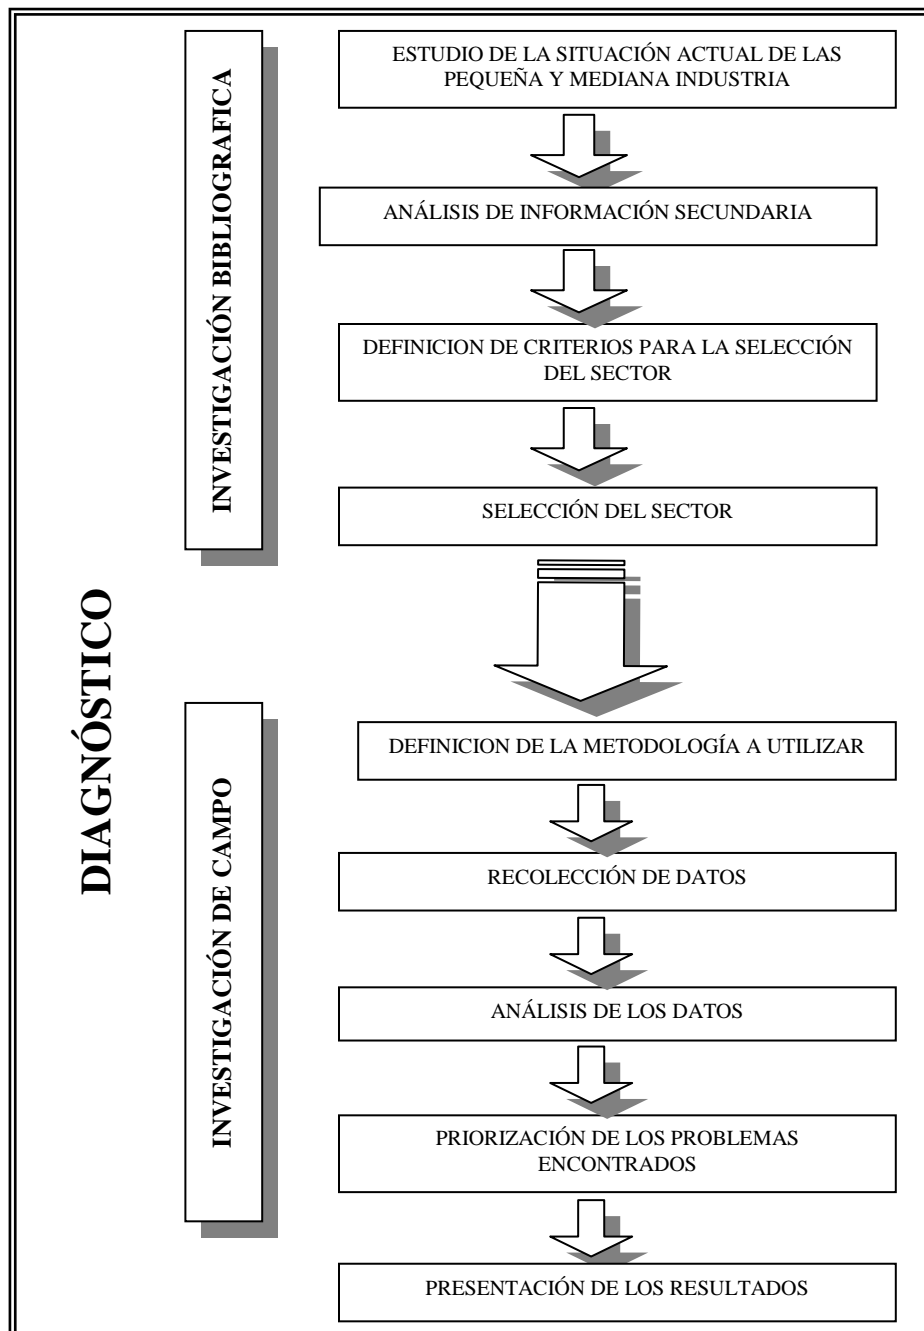 DIAGNÓSTICO
INVESTIGACIÓN BIBLIOGRAFICA
ESTUDIO DE LA SITUACIÓN ACTUAL DE LAS
PEQUEÑA Y MEDIANA INDUSTRIA
ANÁLISIS DE INFORMACIÓN SECUNDARIA
DEFINICION DE CRITERIOS PARA LA SELECCIÓN
DEL SECTOR
SELECCIÓN DEL SECTOR
INVESTIGACIÓN DE CAMPO
DEFINICION DE LA METODOLOGÍA A UTILIZAR
RECOLECCIÓN DE DATOS
ANÁLISIS DE LOS DATOS
PRIORIZACIÓN DE LOS PROBLEMAS
ENCONTRADOS
PRESENTACIÓN DE LOS RESULTADOS